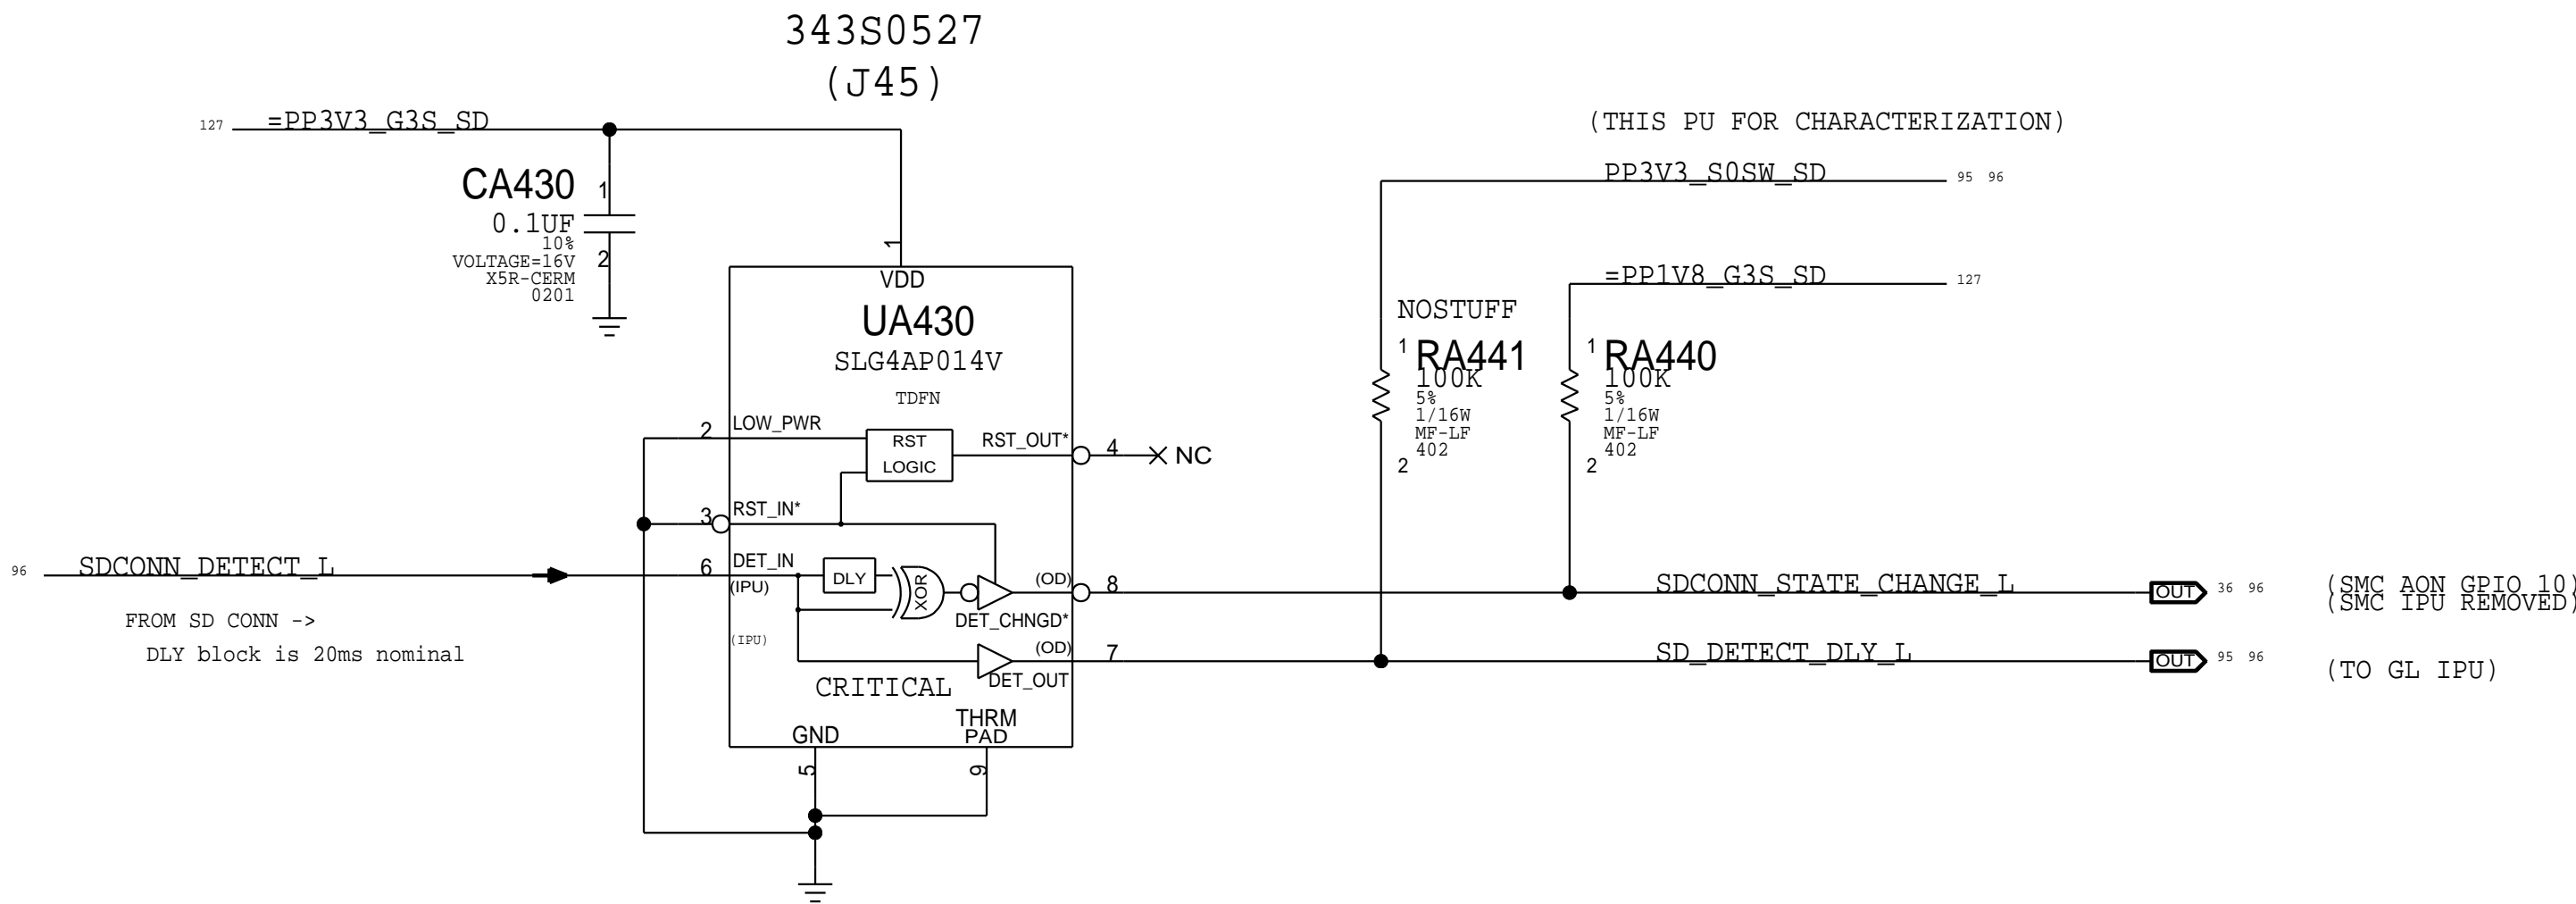 343S0527
(J45)
127 =PP3V3_G3S_SD
(THIS PU FOR CHARACTERIZATION)
PP3V3_S0SW_SD 95 96
CA430 1
0.1UF
10%
VOLTAGE=16V 2
X5R-CERM
0201
1
VDD
UA430
SLG4AP014V
TDFN
=PP1V8_G3S_SD 127
NOSTUFF
1 RA441
100K
5%
1/16W
MF-LF
402
2
1 RA440
100K
5%
1/16W
MF-LF
402
2
2 LOW_PWR
RST
LOGIC
RST_OUT* 4 NC
3 RST_IN*
96 SDCONN_DETECT_L
6 DET_IN
(IPU)
DLY
XOR
(OD) 8
DET_CHNGD*
SDCONN_STATE_CHANGE_L OUT 36 96
(SMC AON GPIO 10)
(SMC IPU REMOVED)
FROM SD CONN ->
DLY block is 20ms nominal
(IPU)
(OD) 7
DET_OUT
SD_DETECT_DLY_L OUT 95 96
(TO GL IPU)
CRITICAL
THRM
PAD
GND
5
9